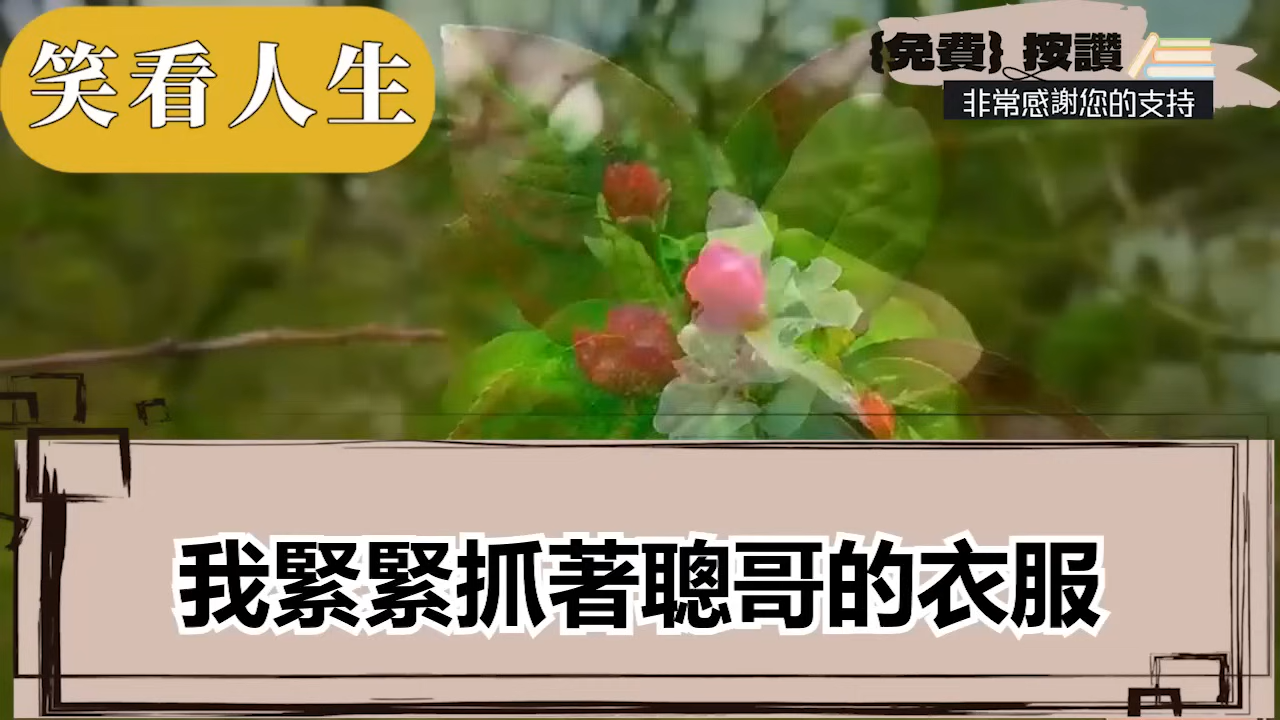 笑看人生
{免費} 按讚
非常感謝您的支持
我緊緊抓著聰哥的衣服